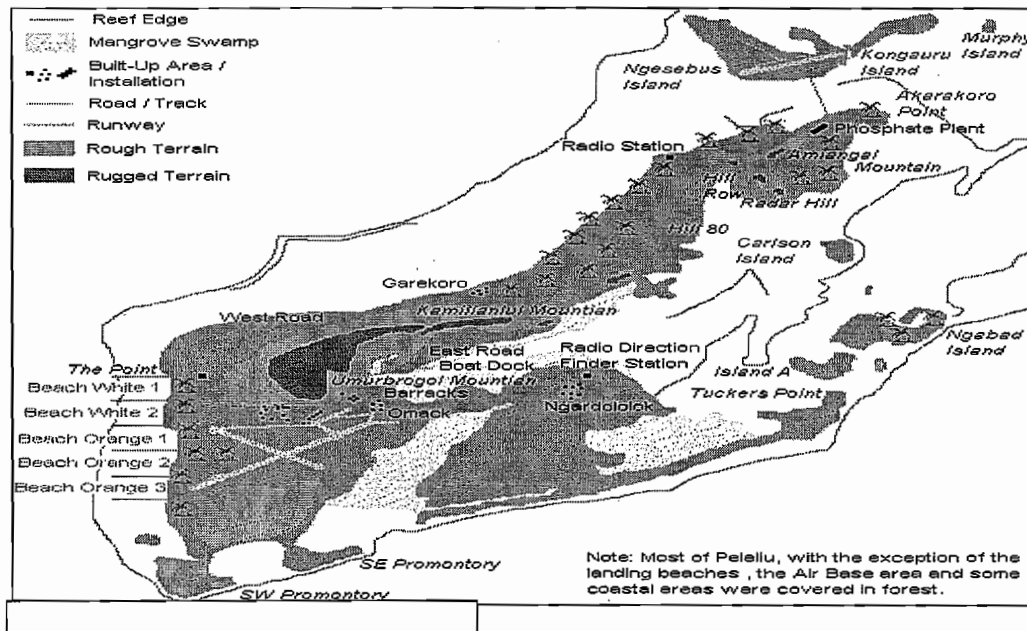 Reef Edge
Mangrove Swamp
Built-Up Area /
Installation
Road / Track
Runway
Rough Terrain
Rugged Terrain
Murphy
Island
Kongauru
Island
Ngesebus
Island
Akarakoro
Point
Phosphate Plant
Radio Station
Amiangal
Mountain
Hill
Row
Radar Hill
Hill 80
Carlson
Island
Garekoro
Kamilianlul Mountian
West Road
East Road
Boat Dock
Radio Direction
Finder Station
Ngabad
Island
The Point
Island A
Beach White 1
Umurbrogol Mountian
Barracks
Tuckers Point
Omack
Ngardololok
Beach White 2
Beach Orange 1
Beach Orange 2
Beach Orange 3
SE Promontory
SW Promontory
Note: Most of Peleliu, with the exception of the
landing beaches , the Air Base area and some
coastal areas were covered in forest.